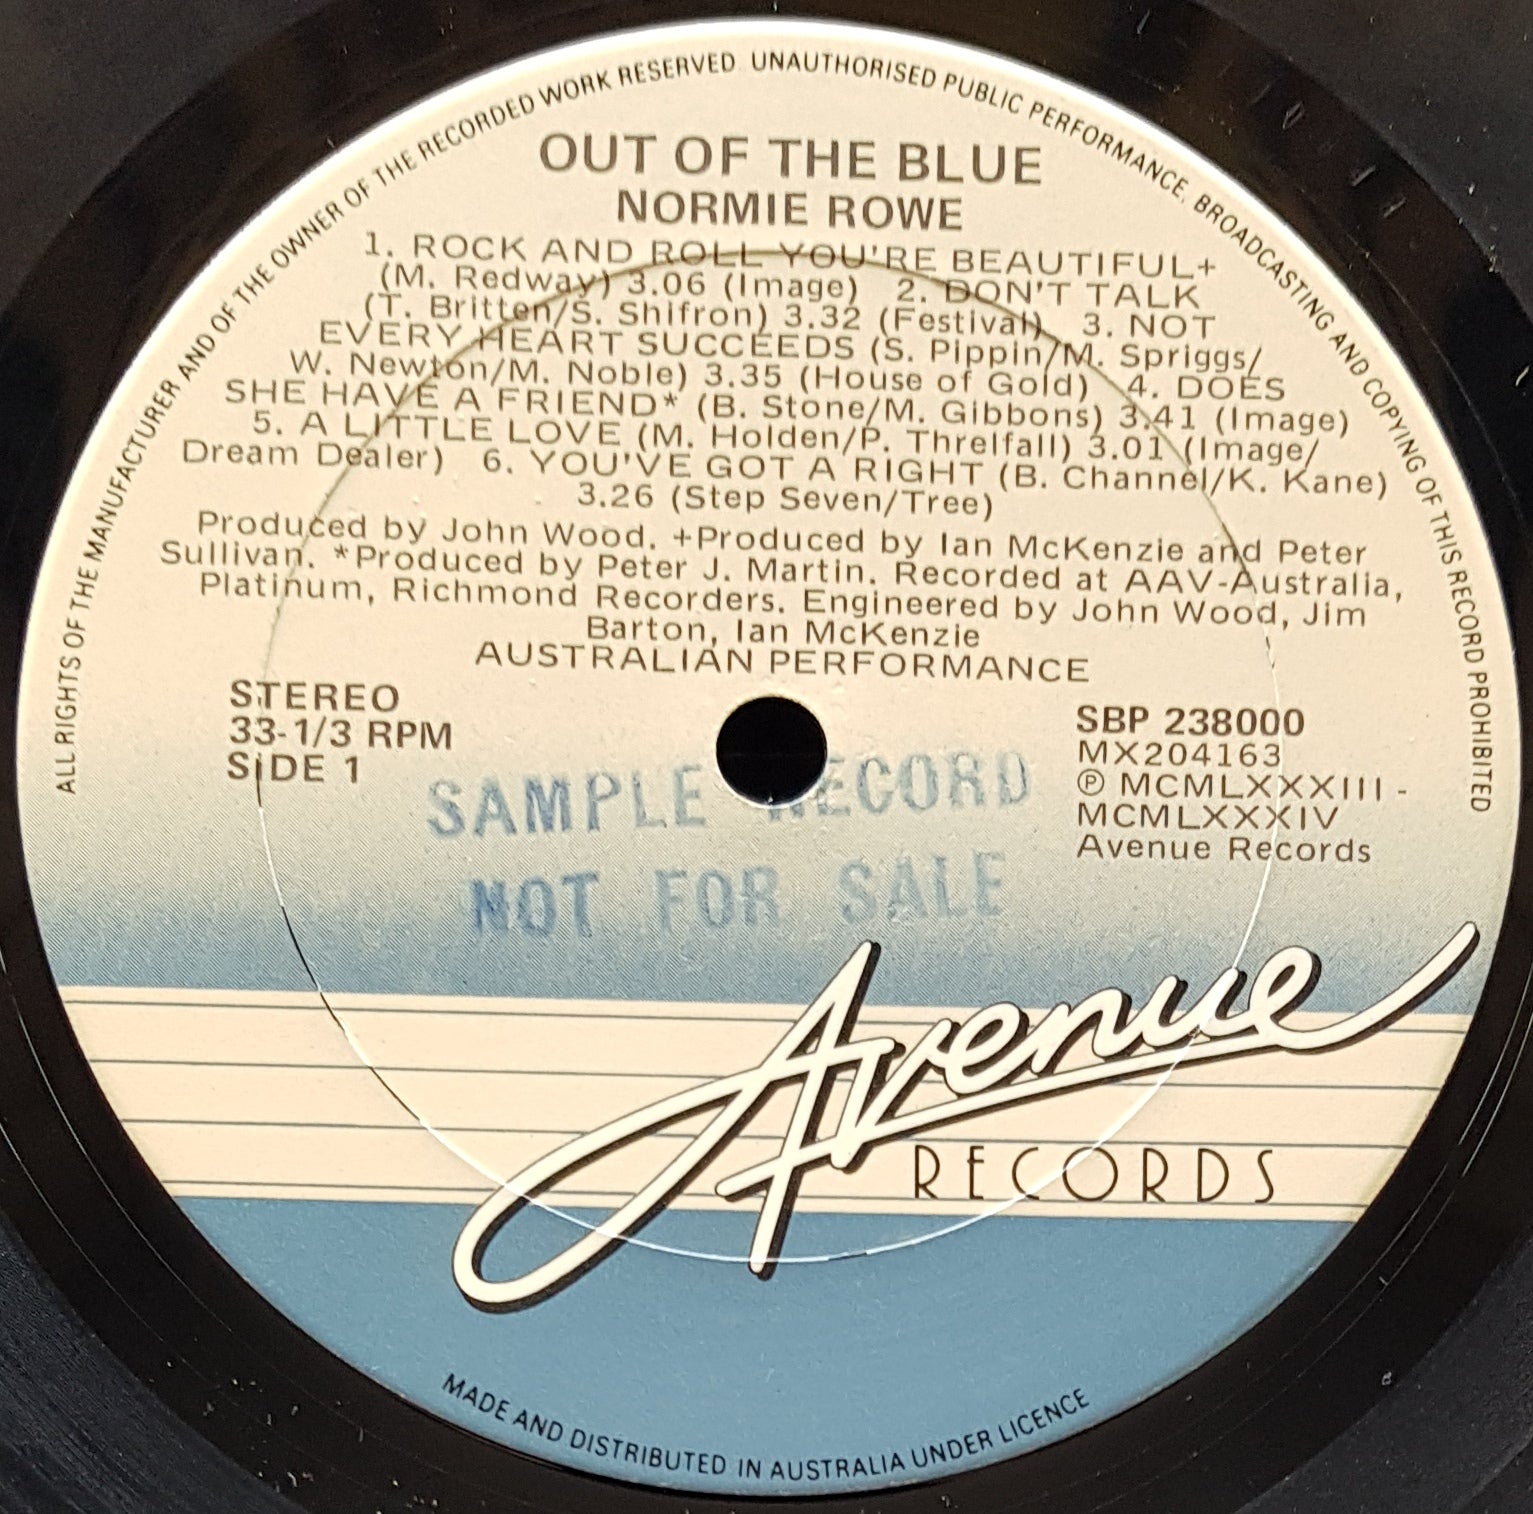 ALL RIGHTS OF THE MANUFACTURER AND OF THE OWNER OF THE RECORDED WORK RESERVED UNAUTHORISED PUBLIC PERFORMANCE, BROADCASTING AND COPYING OF THIS RECORD PROHIBITED
OUT OF THE BLUE
NORMIE ROWE
1. ROCK AND ROLL YOU'RE BEAUTIFUL+
(M. Redway) 3.06 (Image) 2. DON'T TALK
(T. Britten/S. Shifron) 3.32 (Festival) 3. NOT
EVERY HEART SUCCEEDS (S. Pippin/M. Spriggs/
W. Newton/M. Noble) 3.35 (House of Gold) 4. DOES
SHE HAVE A FRIEND* (B. Stone/M. Gibbons) 3.41 (Image)
5. A LITTLE LOVE (M. Holden/P. Threlfall) 3.01 (Image/
Dream Dealer) 6. YOU'VE GOT A RIGHT (B. Channel/K. Kane)
3.26 (Step Seven/Tree)
Produced by John Wood. +Produced by Ian McKenzie and Peter
Sullivan. *Produced by Peter J. Martin. Recorded at AAV-Australia,
Platinum, Richmond Recorders. Engineered by John Wood, Jim
Barton, Ian McKenzie
AUSTRALIAN PERFORMANCE
STEREO
33-1/3 RPM
SIDE 1
SBP 238000
MX204163
Ⓟ MCMLXXXIII -
MCMLXXXIV
Avenue Records
SAMPLE RECORD
NOT FOR SALE
Avenue
RECORDS
MADE AND DISTRIBUTED IN AUSTRALIA UNDER LICENCE